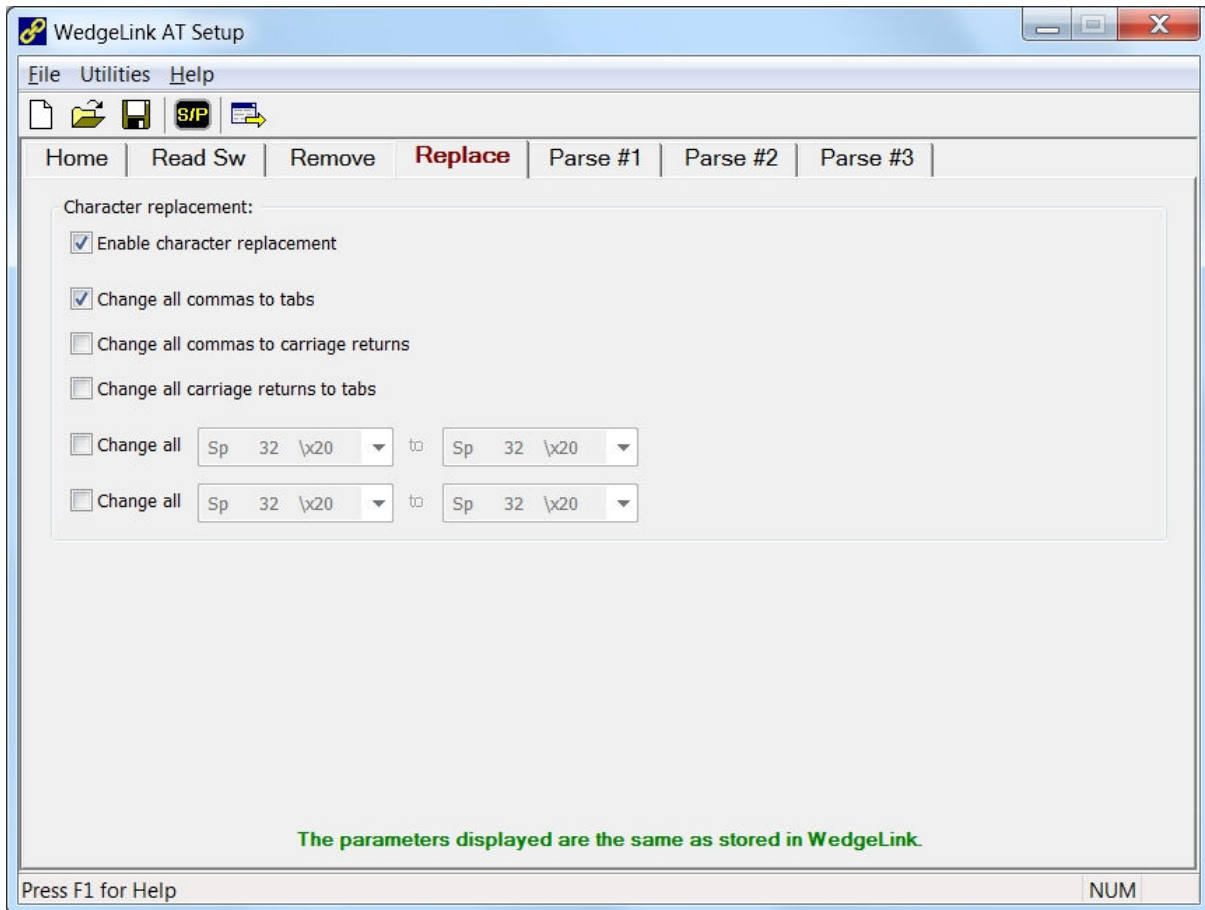 WedgeLink AT Setup
File Utilities Help
S/P
Home Read Sw Remove Replace Parse #1 Parse #2 Parse #3
Character replacement:
Enable character replacement
Change all commas to tabs
Change all commas to carriage returns
Change all carriage returns to tabs
Change all Sp 32 \x20 to Sp 32 \x20
Change all Sp 32 \x20 to Sp 32 \x20
The parameters displayed are the same as stored in WedgeLink.
Press F1 for Help NUM